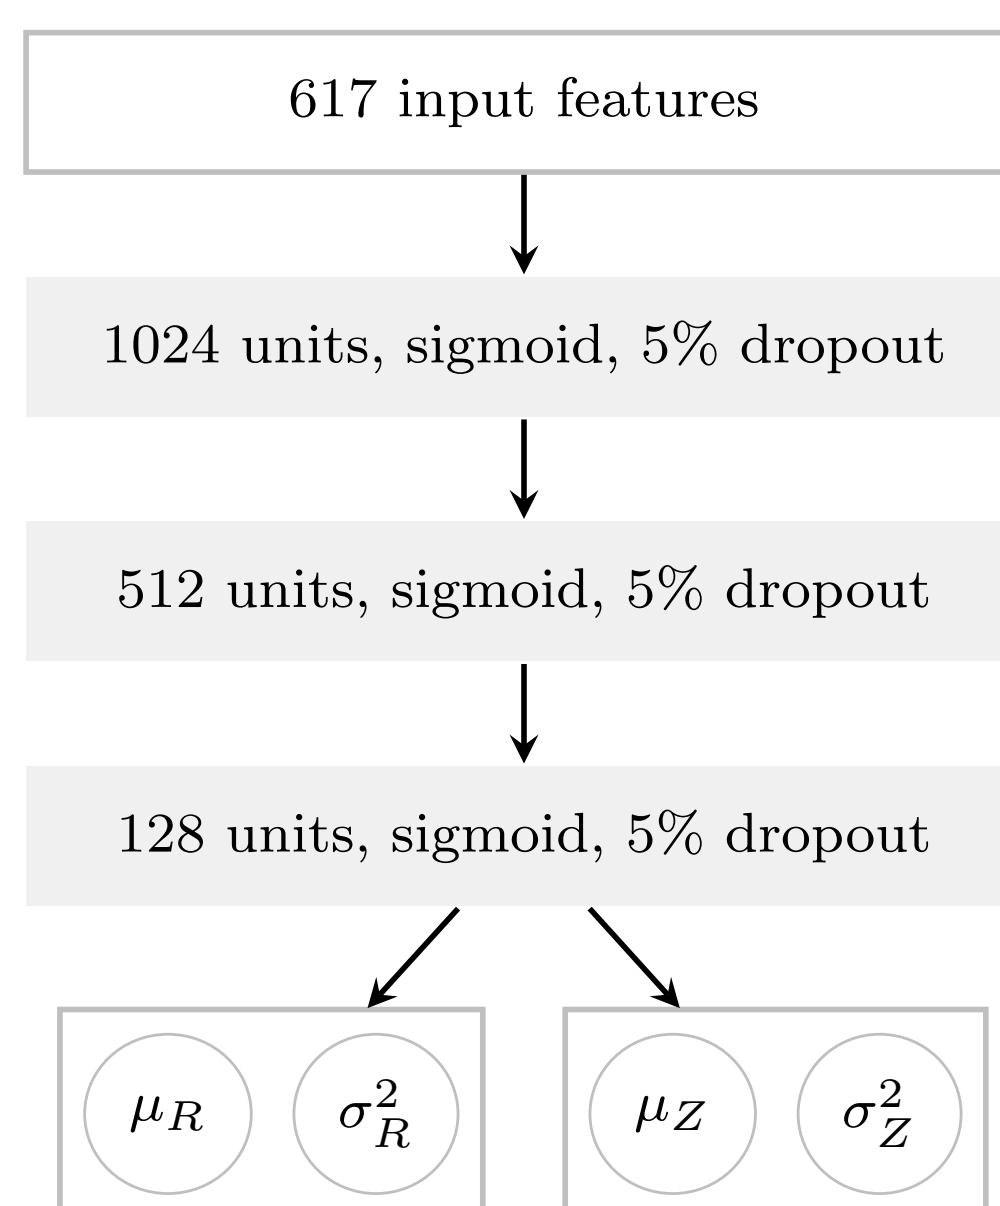 617 input features
1024 units, sigmoid, 5% dropout
512 units, sigmoid, 5% dropout
128 units, sigmoid, 5% dropout
μ_R σ²_R μ_Z σ²_Z